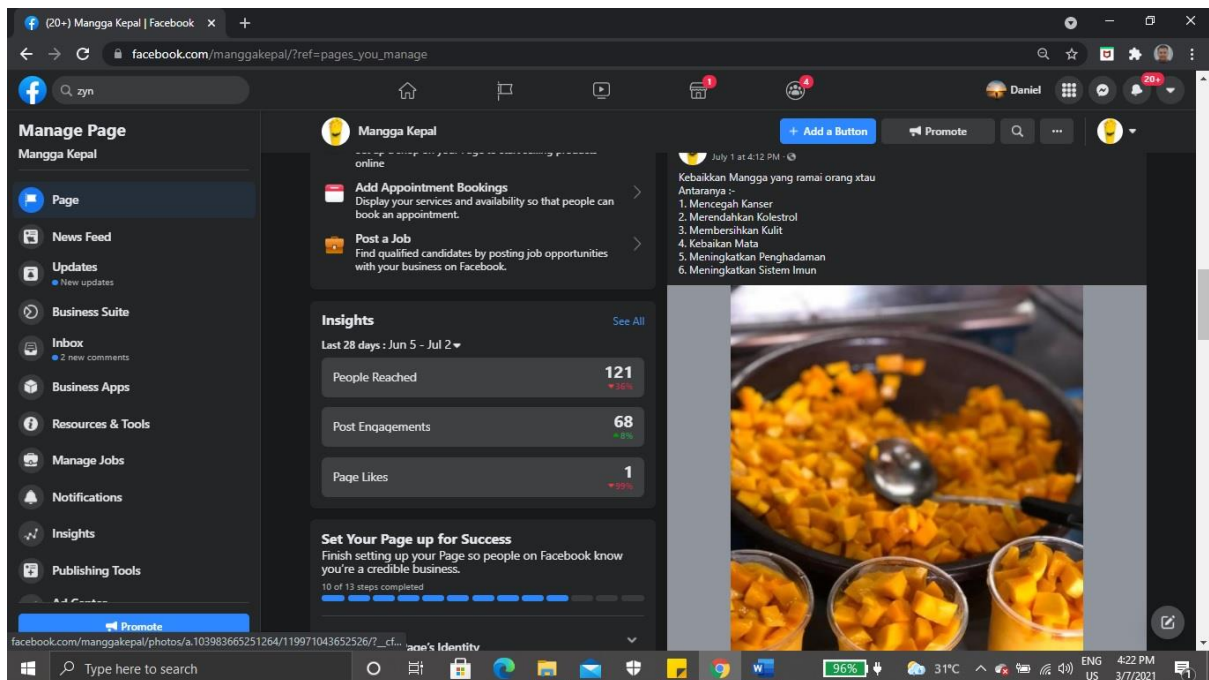 (20+) Mangga Kepal | Facebook
facebook.com/manggakepal/?ref=pages_you_manage
zyn
1
4
Daniel
20+
Manage Page
Mangga Kepal
Page
News Feed
Updates
New updates
Business Suite
Inbox
2 new comments
Business Apps
Resources & Tools
Manage Jobs
Notifications
Insights
Publishing Tools
Promote
facebook.com/manggakepal/photos/a.103983665251264/119971043652526/?__cf...
Mangga Kepal
+ Add a Button
Promote
online
Add Appointment Bookings
Display your services and availability so that people can
book an appointment.
Post a Job
Find qualified candidates by posting job opportunities
with your business on Facebook.
Insights
See All
Last 28 days : Jun 5 - Jul 2
People Reached
121
36%
Post Engagements
68
8%
Page Likes
1
99%
Set Your Page up for Success
Finish setting up your Page so people on Facebook know
you're a credible business.
10 of 13 steps completed
age's Identity
July 1 at 4:12 PM
Kebaikkan Mangga yang ramai orang xtau
Antaranya :-
1. Mencegah Kanser
2. Merendahkan Kolestrol
3. Membersihkan Kulit
4. Kebaikan Mata
5. Meningkatkan Penghadaman
6. Meningkatkan Sistem Imun
Type here to search
96%
31°C
ENG
US
4:22 PM
3/7/2021